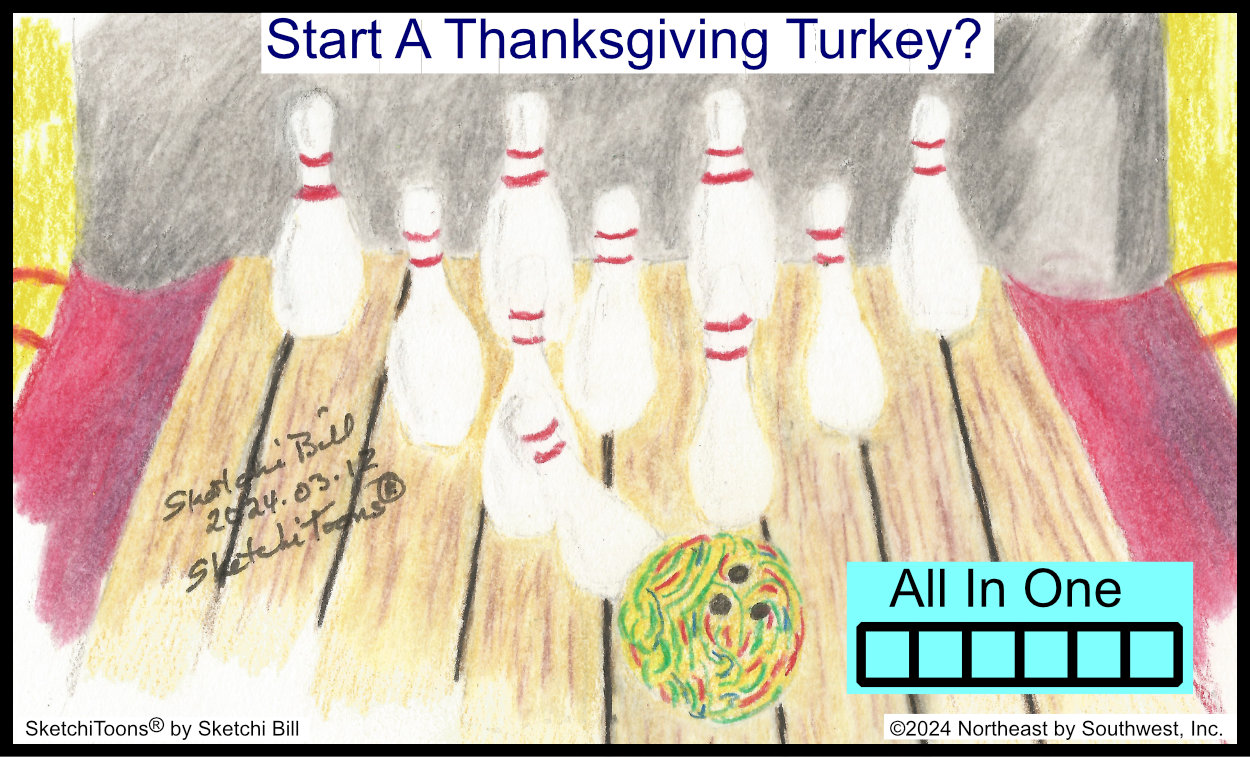 Start A Thanksgiving Turkey?
Sketchi Bill
2024.03.12
SketchiToons®
All In One
SketchiToons® by Sketchi Bill
©2024 Northeast by Southwest, Inc.